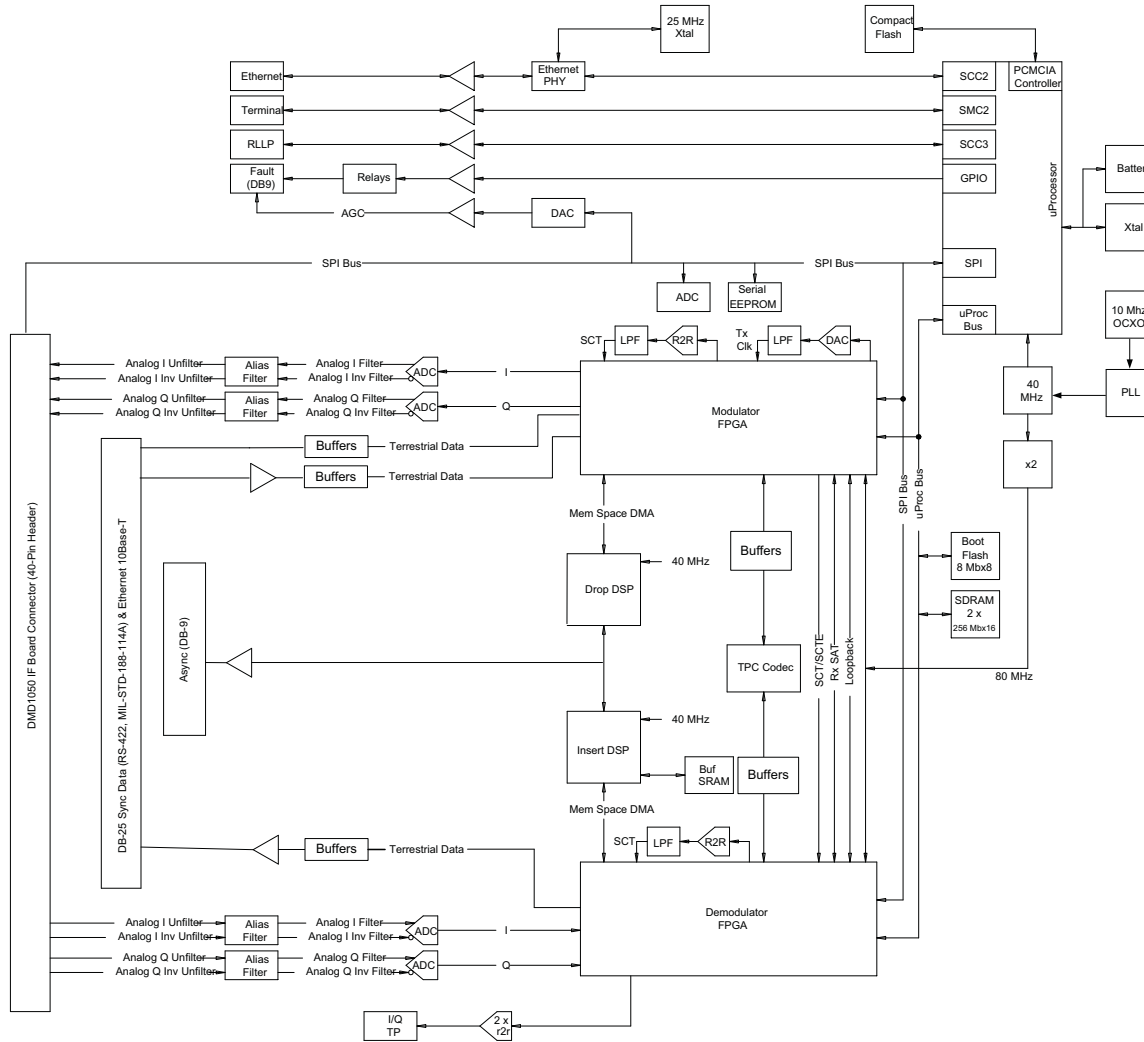 25 MHz
Xtal
Compact
Flash
Ethernet
Ethernet
PHY
SCC2
PCMCIA
Controller
Terminal
SMC2
RLLP
SCC3
Fault
(DB9)
Relays
GPIO
uProcessor
Batter
AGC
DAC
Xtal
SPI Bus
SPI Bus
SPI
ADC
Serial
EEPROM
uProc
Bus
10 Mhz
OCXO
SCT
LPF
R2R
Tx
Clk
LPF
DAC
Analog I Unfilter
Analog I Inv Unfilter
Alias
Filter
Analog I Filter
Analog I Inv Filter
ADC
I
Analog Q Unfilter
Analog Q Inv Unfilter
Alias
Filter
Analog Q Filter
Analog Q Inv Filter
ADC
Q
Modulator
FPGA
40
MHz
PLL
Buffers
Terrestrial Data
Buffers
Terrestrial Data
x2
SPI Bus
uProc Bus
DMD1050 IF Board Connector (40-Pin Header)
DB-25 Sync Data (RS-422, MIL-STD-188-114A) & Ethernet 10Base-T
Async (DB-9)
Mem Space DMA
Buffers
Boot
Flash
8 Mbx8
Drop DSP
40 MHz
SDRAM
2 x
256 Mbx16
TPC Codec
SCT/SCTE
Rx SAT
Loopback
80 MHz
Insert DSP
40 MHz
Buf
SRAM
Buffers
Mem Space DMA
Buffers
Terrestrial Data
SCT
LPF
R2R
Demodulator
FPGA
Analog I Unfilter
Analog I Inv Unfilter
Alias
Filter
Analog I Filter
Analog I Inv Filter
ADC
I
Analog Q Unfilter
Analog Q Inv Unfilter
Alias
Filter
Analog Q Filter
Analog Q Inv Filter
ADC
Q
I/Q
TP
2 x
r2r